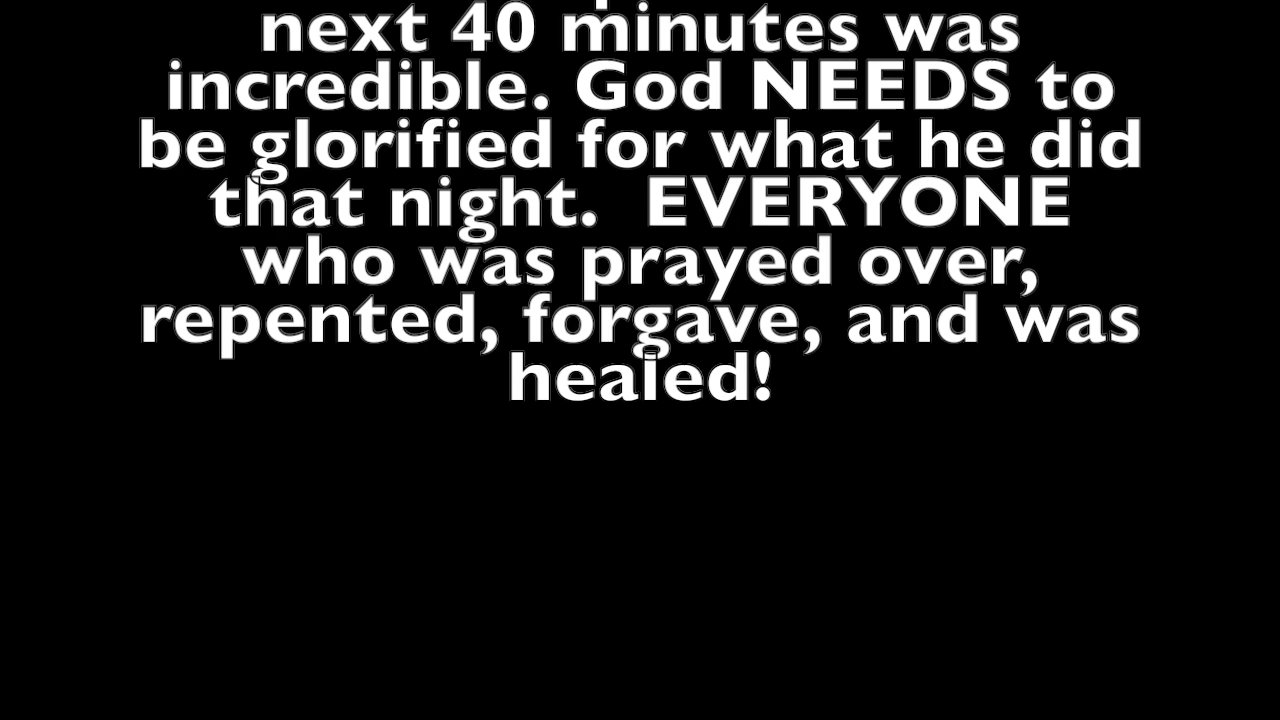 next 40 minutes was
incredible. God NEEDS to
be glorified for what he did
that night.  EVERYONE
who was prayed over,
repented, forgave, and was
healed!